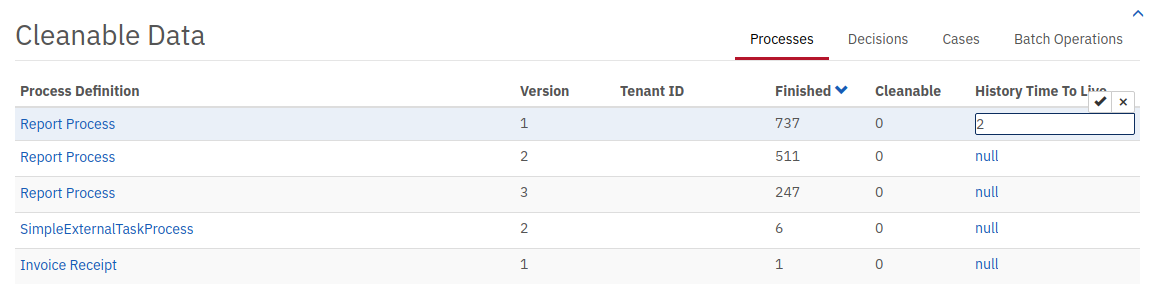 Cleanable Data
Processes Decisions Cases Batch Operations
Process Definition Version Tenant ID Finished Cleanable History Time To Live
Report Process 1 737 0 2
Report Process 2 511 0 null
Report Process 3 247 0 null
SimpleExternalTaskProcess 2 6 0 null
Invoice Receipt 1 1 0 null